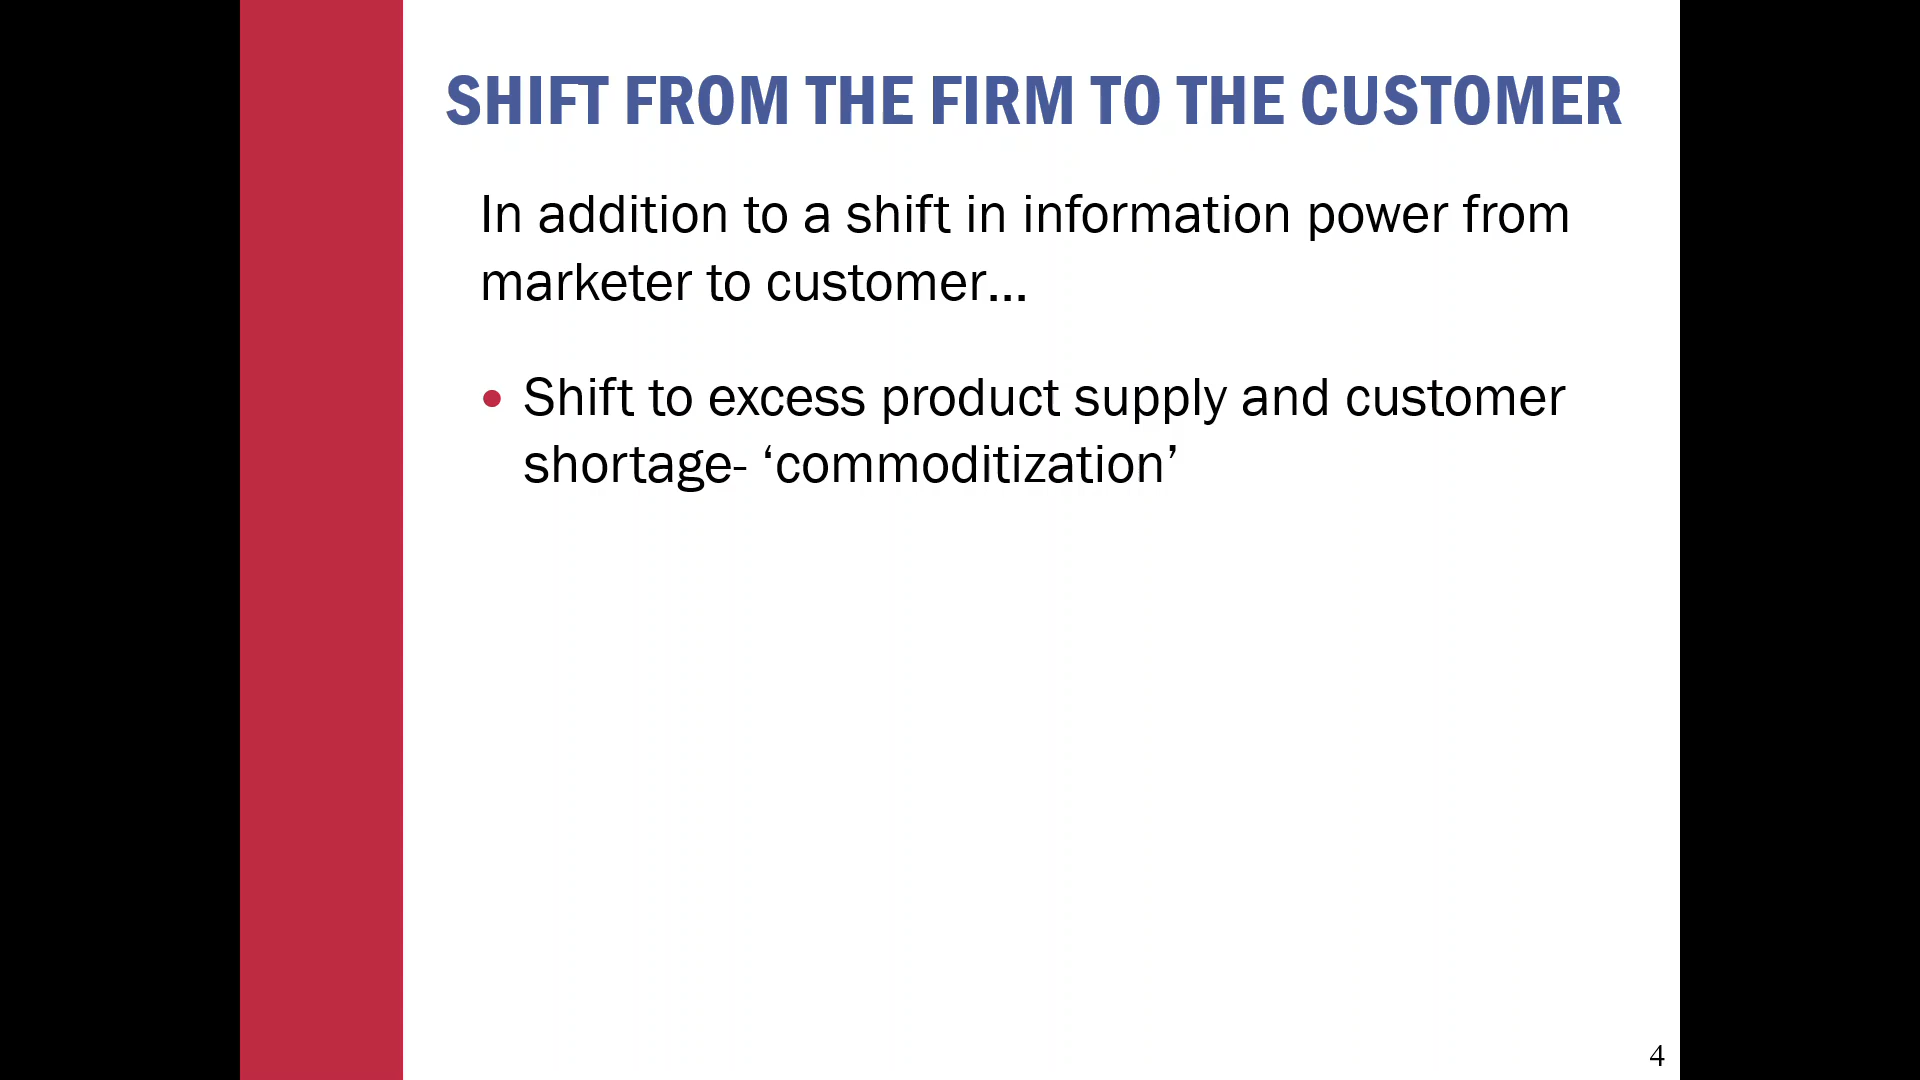 SHIFT FROM THE FIRM TO THE CUSTOMER
In addition to a shift in information power from
marketer to customer…
• Shift to excess product supply and customer
shortage- ‘commoditization’
4